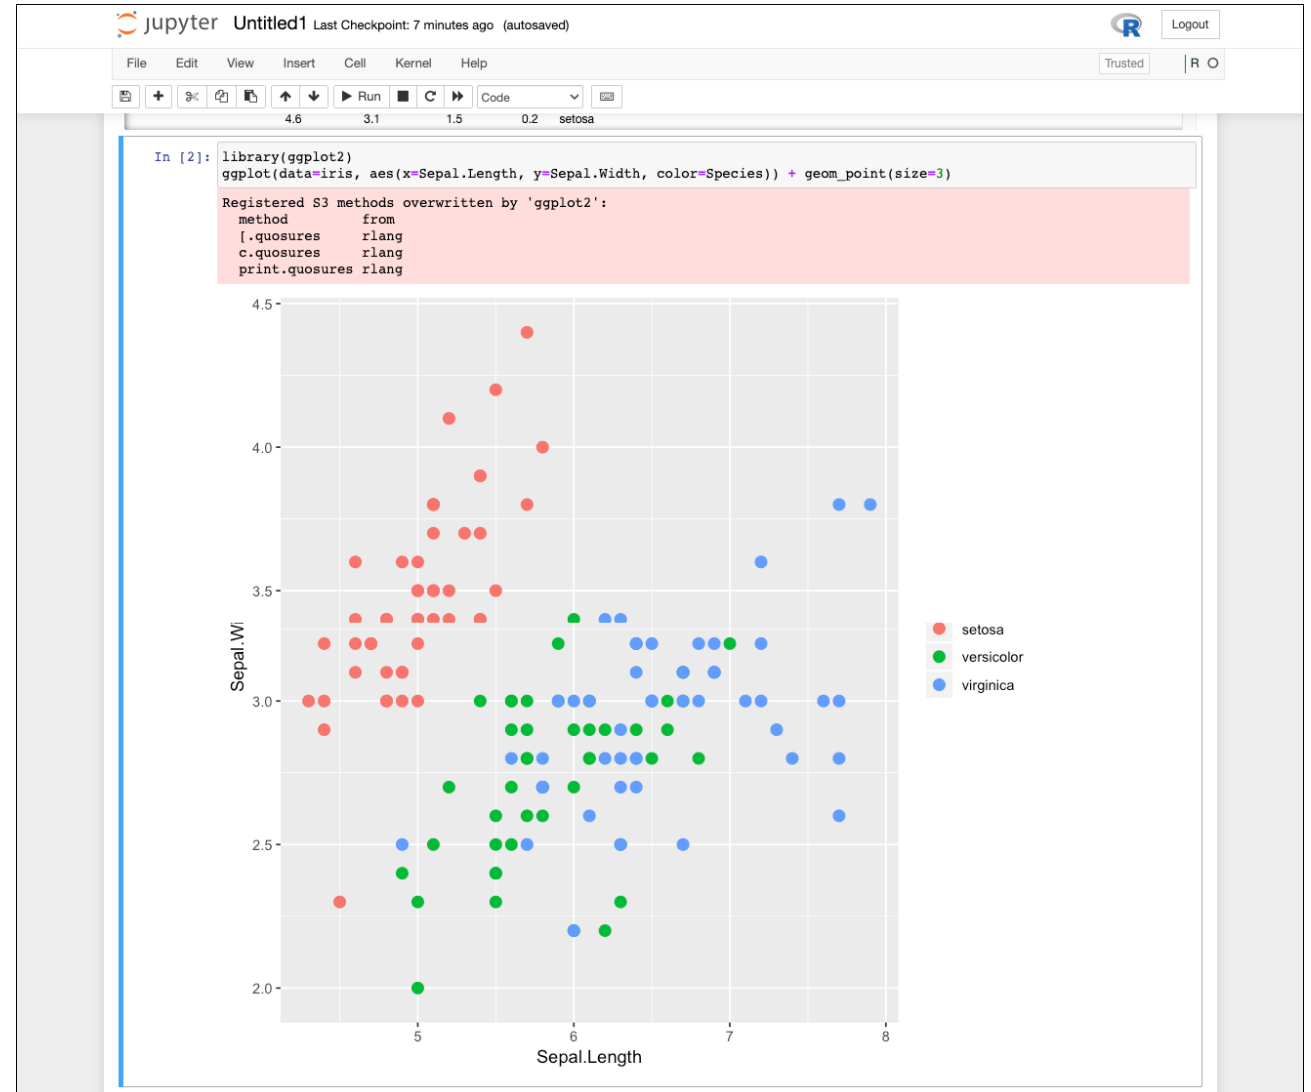 jupyter Untitled1 Last Checkpoint: 7 minutes ago (autosaved)
R Logout
File Edit View Insert Cell Kernel Help Trusted R
Run Code
4.6 3.1 1.5 0.2 setosa
In [2]: library(ggplot2)
ggplot(data=iris, aes(x=Sepal.Length, y=Sepal.Width, color=Species)) + geom_point(size=3)
Registered S3 methods overwritten by 'ggplot2':
method from
[.quosures rlang
c.quosures rlang
print.quosures rlang
4.5
4.0
3.5
Sepal.Wi
setosa
versicolor
virginica
3.0
2.5
2.0
5 6 7 8
Sepal.Length